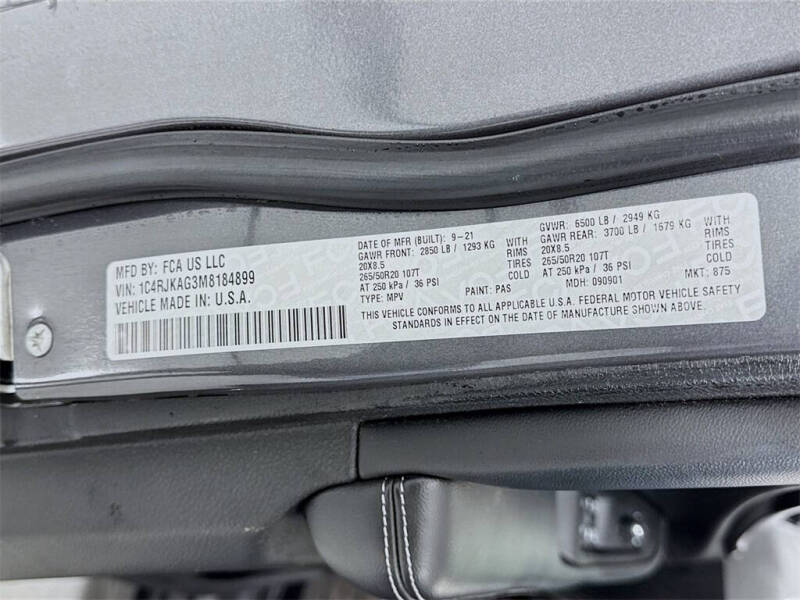 MFD BY: FCA US LLC
VIN: 1C4RJKAG3M8184899
VEHICLE MADE IN U.S.A.
DATE OF MFR (BUILT): 9-21 GVWR: 6500 LB / 2949 KG
GAWR FRONT: 2850 LB / 1293 KG WITH GAWR REAR: 3700 LB / 1679 KG WITH
20X8.5 RIMS 20X8.5 RIMS
265/50R20 107T TIRES 265/50R20 107T TIRES
AT 250 kPa / 36 PSI COLD AT 250 kPa / 36 PSI COLD
TYPE: MPV PAINT: PAS MDH: 090901 MKT: 875
THIS VEHICLE CONFORMS TO ALL APPLICABLE U.S.A. FEDERAL MOTOR VEHICLE SAFETY
STANDARDS IN EFFECT ON THE DATE OF MANUFACTURE SHOWN ABOVE.